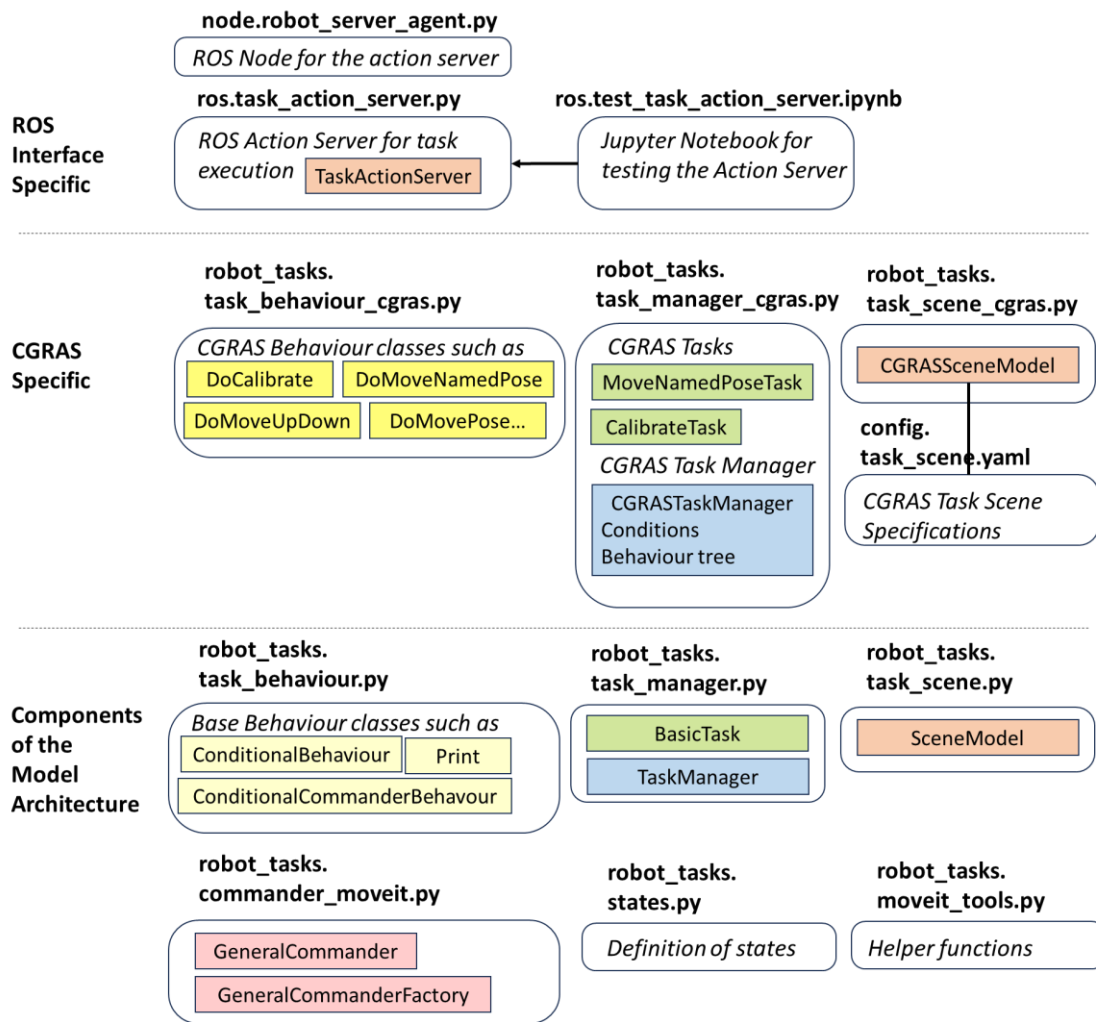 node.robot_server_agent.py
ROS Node for the action server
ros.task_action_server.py
ros.test_task_action_server.ipynb
ROS
Interface
Specific
ROS Action Server for task
execution
TaskActionServer
Jupyter Notebook for
testing the Action Server
robot_tasks.
task_behaviour_cgras.py
robot_tasks.
task_manager_cgras.py
robot_tasks.
task_scene_cgras.py
CGRAS
Specific
CGRAS Behaviour classes such as
DoCalibrate
DoMoveNamedPose
DoMoveUpDown
DoMovePose...
CGRAS Tasks
MoveNamedPoseTask
CalibrateTask
CGRAS Task Manager
CGRASTaskManager
Conditions
Behaviour tree
CGRASSceneModel
config.
task_scene.yaml
CGRAS Task Scene
Specifications
robot_tasks.
task_behaviour.py
robot_tasks.
task_manager.py
robot_tasks.
task_scene.py
Components
of the
Model
Architecture
Base Behaviour classes such as
ConditionalBehaviour
Print
ConditionalCommanderBehavour
BasicTask
TaskManager
SceneModel
robot_tasks.
commander_moveit.py
robot_tasks.
states.py
robot_tasks.
moveit_tools.py
GeneralCommander
GeneralCommanderFactory
Definition of states
Helper functions